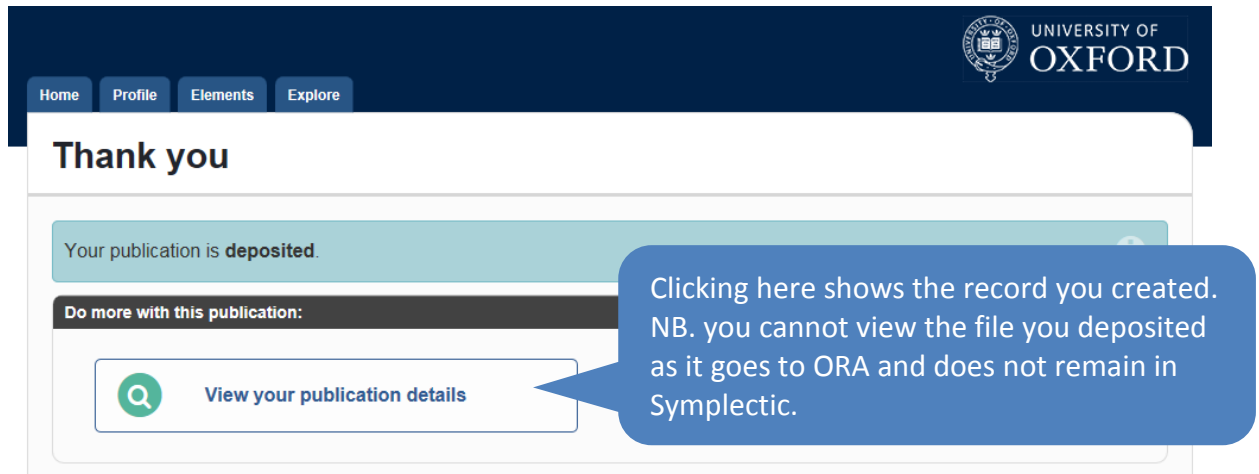 UNIVERSITY OF
OXFORD
Home Profile Elements Explore
Thank you
Your publication is deposited.
Do more with this publication:
View your publication details
Clicking here shows the record you created.
NB. you cannot view the file you deposited
as it goes to ORA and does not remain in
Symplectic.